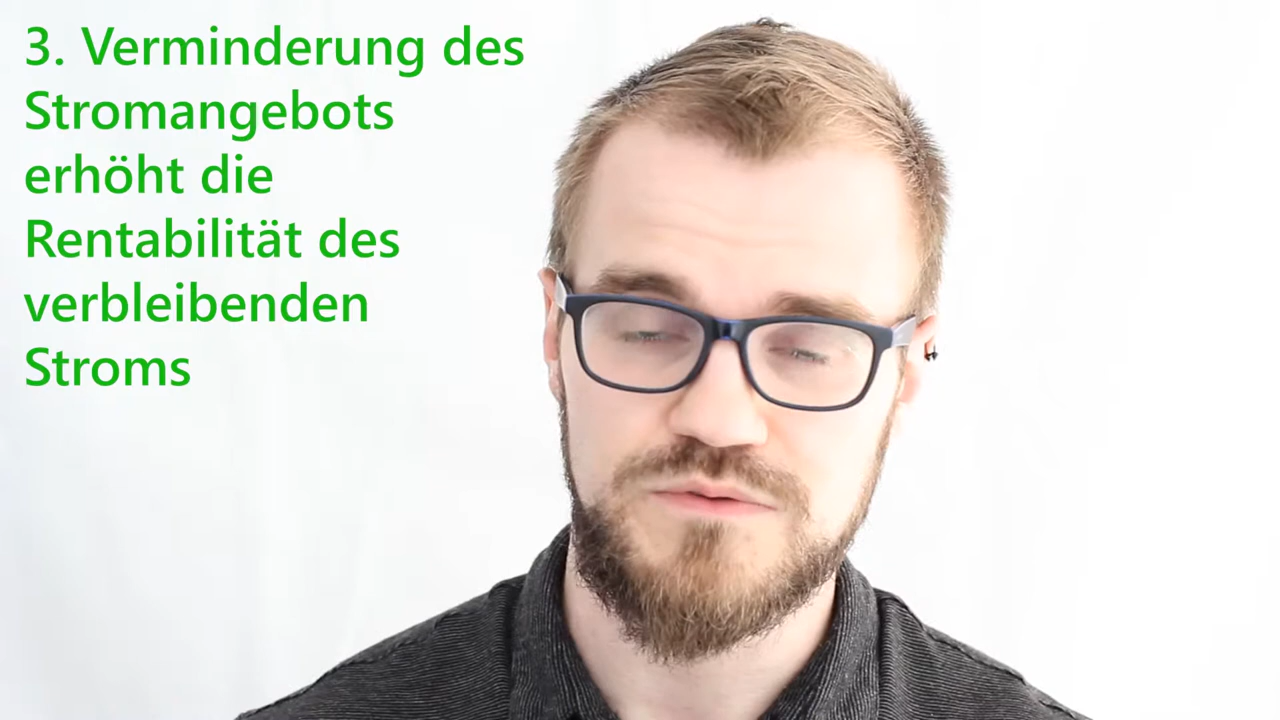 3. Verminderung des
Stromangebots
erhöht die
Rentabilität des
verbleibenden
Stroms